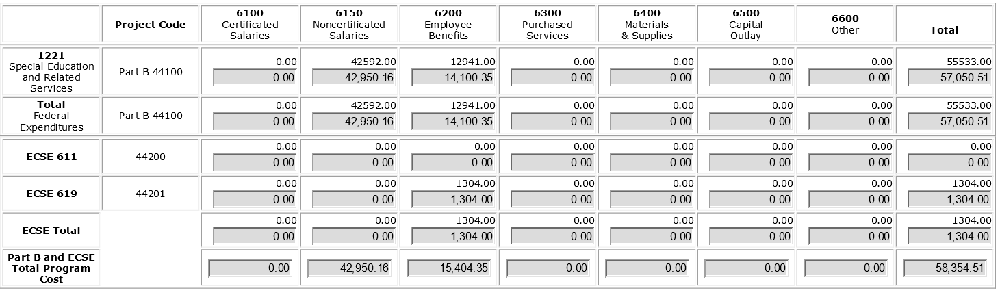 Project Code
6100
Certificated
Salaries
6150
Noncertificated
Salaries
6200
Employee
Benefits
6300
Purchased
Services
6400
Materials
& Supplies
6500
Capital
Outlay
6600
Other
Total
1221
Special Education
and Related
Services
Part B 44100
0.00 42592.00 12941.00 0.00 0.00 0.00 0.00 55533.00
0.00 42,950.16 14,100.35 0.00 0.00 0.00 0.00 57,050.51
Total
Federal
Expenditures
Part B 44100
0.00 42592.00 12941.00 0.00 0.00 0.00 0.00 55533.00
0.00 42,950.16 14,100.35 0.00 0.00 0.00 0.00 57,050.51
ECSE 611
44200
0.00 0.00 0.00 0.00 0.00 0.00 0.00 0.00
0.00 0.00 0.00 0.00 0.00 0.00 0.00 0.00
ECSE 619
44201
0.00 0.00 1304.00 0.00 0.00 0.00 0.00 1304.00
0.00 0.00 1,304.00 0.00 0.00 0.00 0.00 1,304.00
ECSE Total
0.00 0.00 1304.00 0.00 0.00 0.00 0.00 1304.00
0.00 0.00 1,304.00 0.00 0.00 0.00 0.00 1,304.00
Part B and ECSE
Total Program
Cost
0.00 42,950.16 15,404.35 0.00 0.00 0.00 0.00 58,354.51